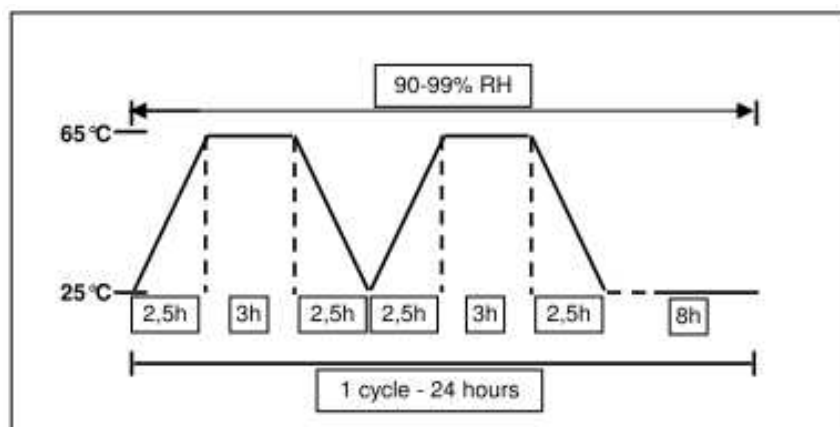 90-99% RH
65°C
25°C
2,5h 3h 2,5h 2,5h 3h 2,5h 8h
1 cycle - 24 hours